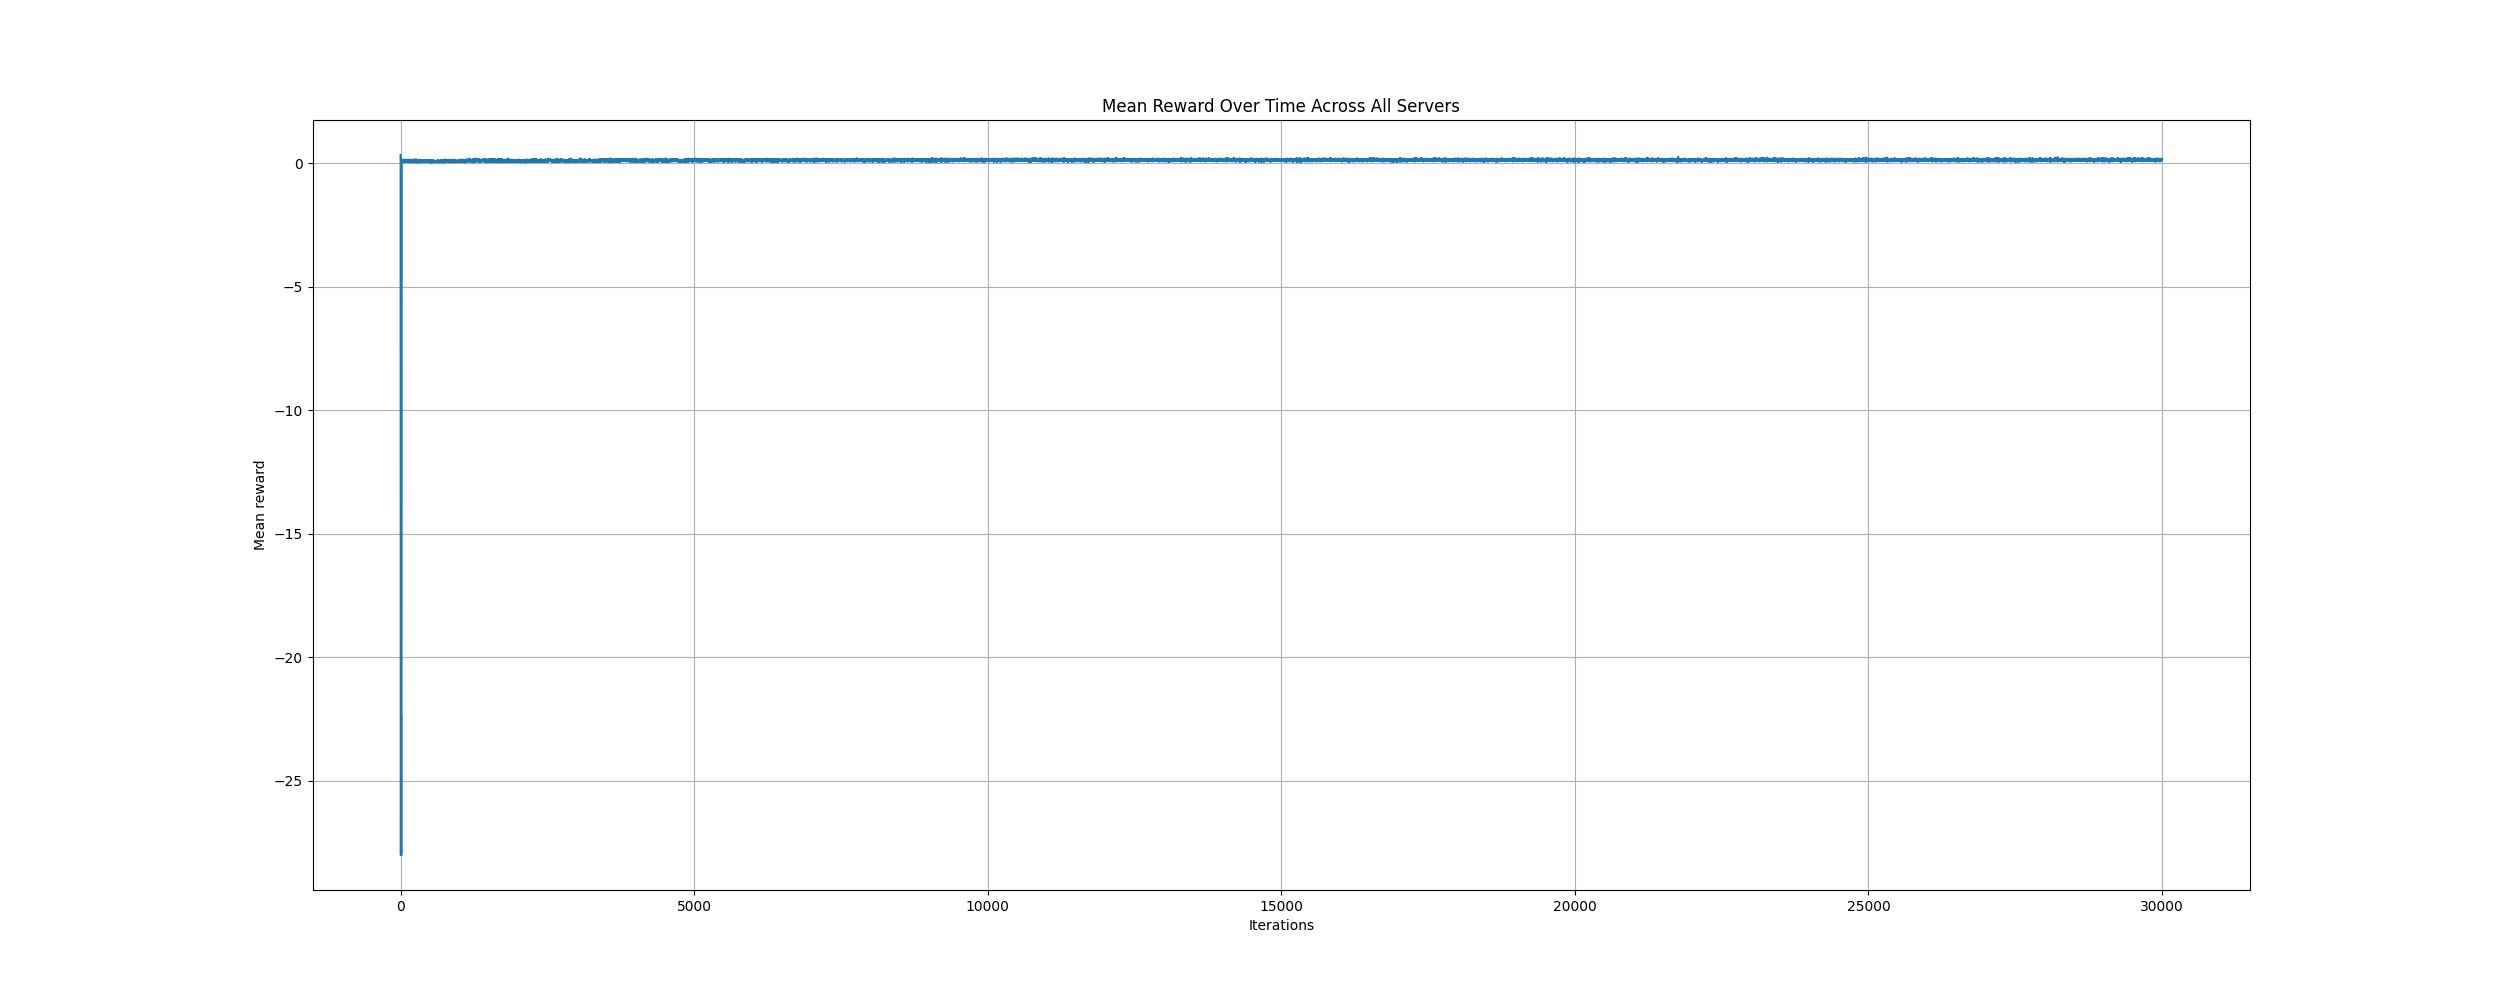 Mean Reward Over Time Across All Servers
0
−5
−10
−15
−20
−25
Mean reward
0 5000 10000 15000 20000 25000 30000
Iterations